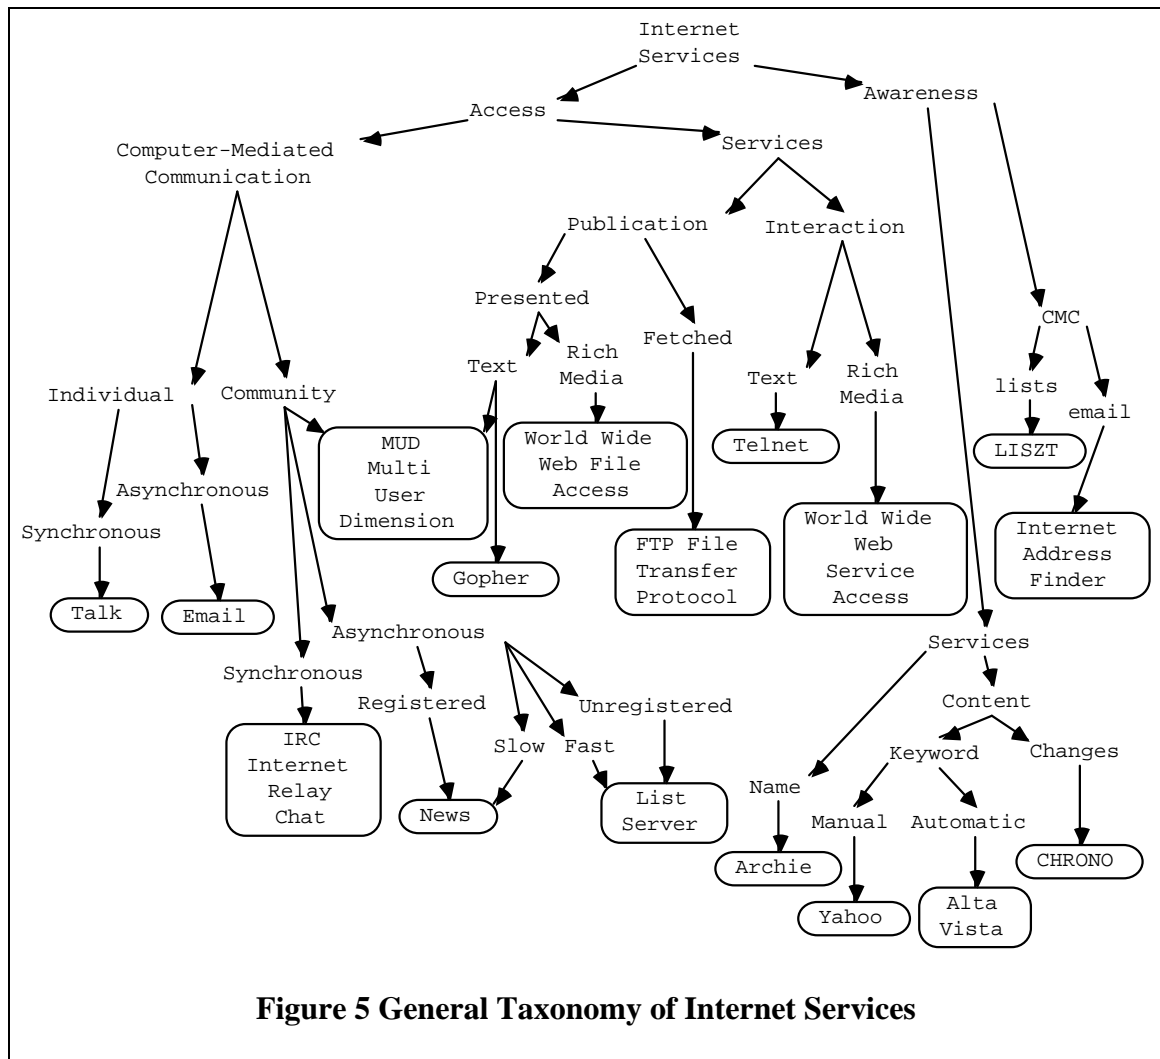 Internet
Services
Access
Awareness
Computer-Mediated
Communication
Services
Publication
Interaction
Presented
Fetched
CMC
Text
Rich
Media
Text
Rich
Media
lists
email
Individual
Community
MUD
Multi
User
Dimension
World Wide
Web File
Access
Telnet
LISZT
Asynchronous
Synchronous
World Wide
Web
Service
Access
Internet
Address
Finder
FTP File
Transfer
Protocol
Gopher
Talk
Email
Asynchronous
Services
Synchronous
Registered
Unregistered
Content
IRC
Internet
Relay
Chat
Slow
Fast
Keyword
Changes
News
List
Server
Name
Manual
Automatic
Archie
CHRONO
Yahoo
Alta
Vista
Figure 5 General Taxonomy of Internet Services